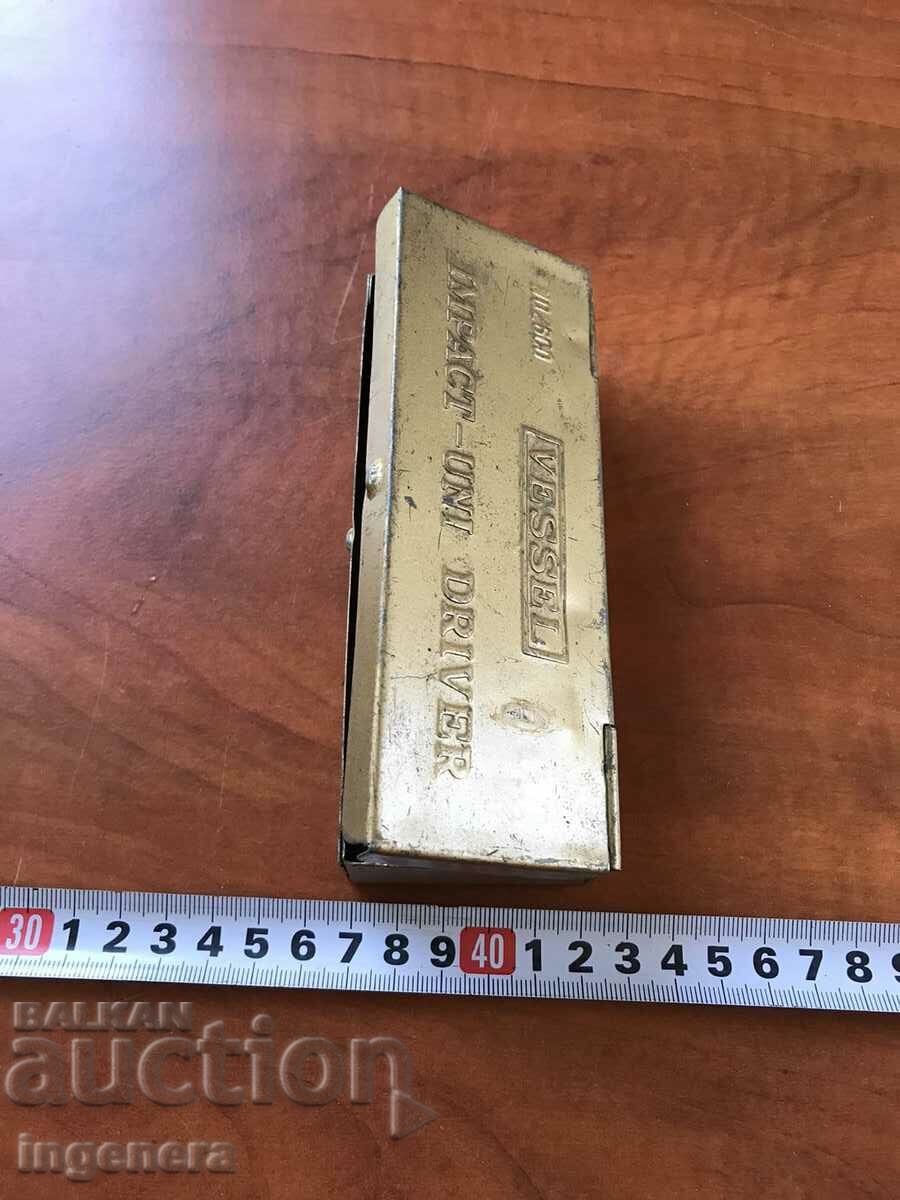 NO.2600
VESSEL
IMPACT-UNI DRIVER
30 1 2 3 4 5 6 7 8 9 40 1 2 3 4 5 6 7 8 9
BALKAN
auction
ingenera